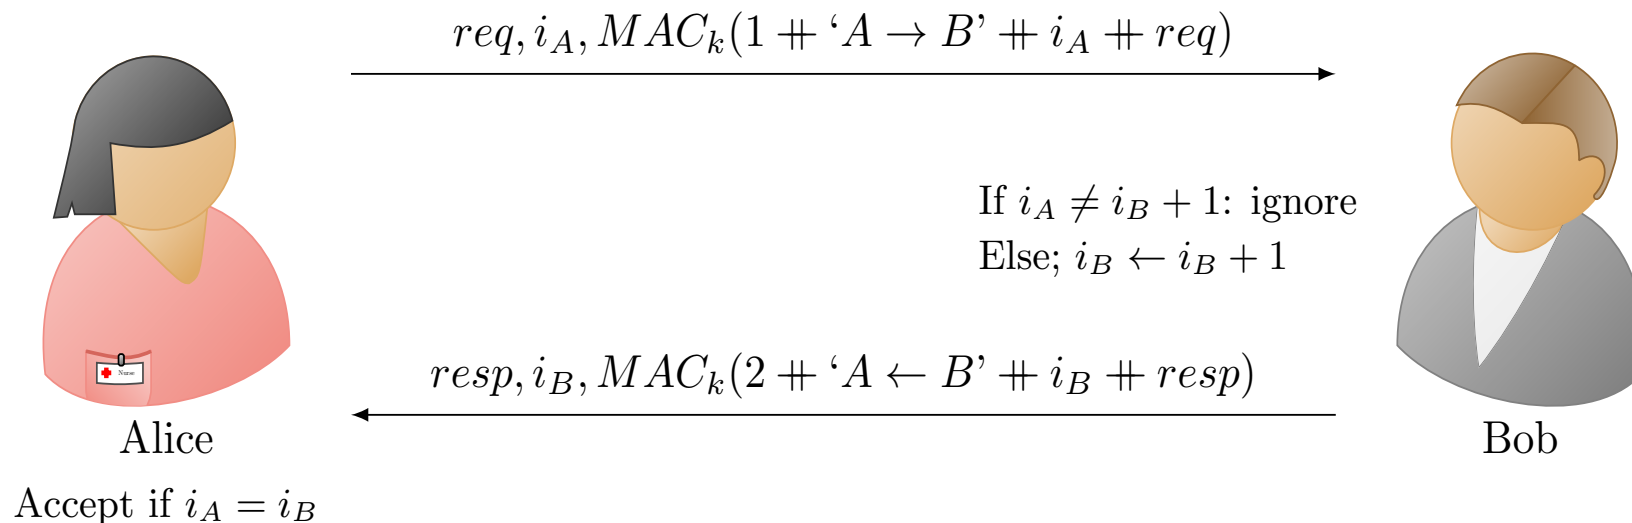 req, i_A, MAC_k(1 ⧺ ‘A → B’ ⧺ i_A ⧺ req)
If i_A ≠ i_B + 1: ignore
Else; i_B ← i_B + 1
resp, i_B, MAC_k(2 ⧺ ‘A ← B’ ⧺ i_B ⧺ resp)
Nurse
Alice
Bob
Accept if i_A = i_B